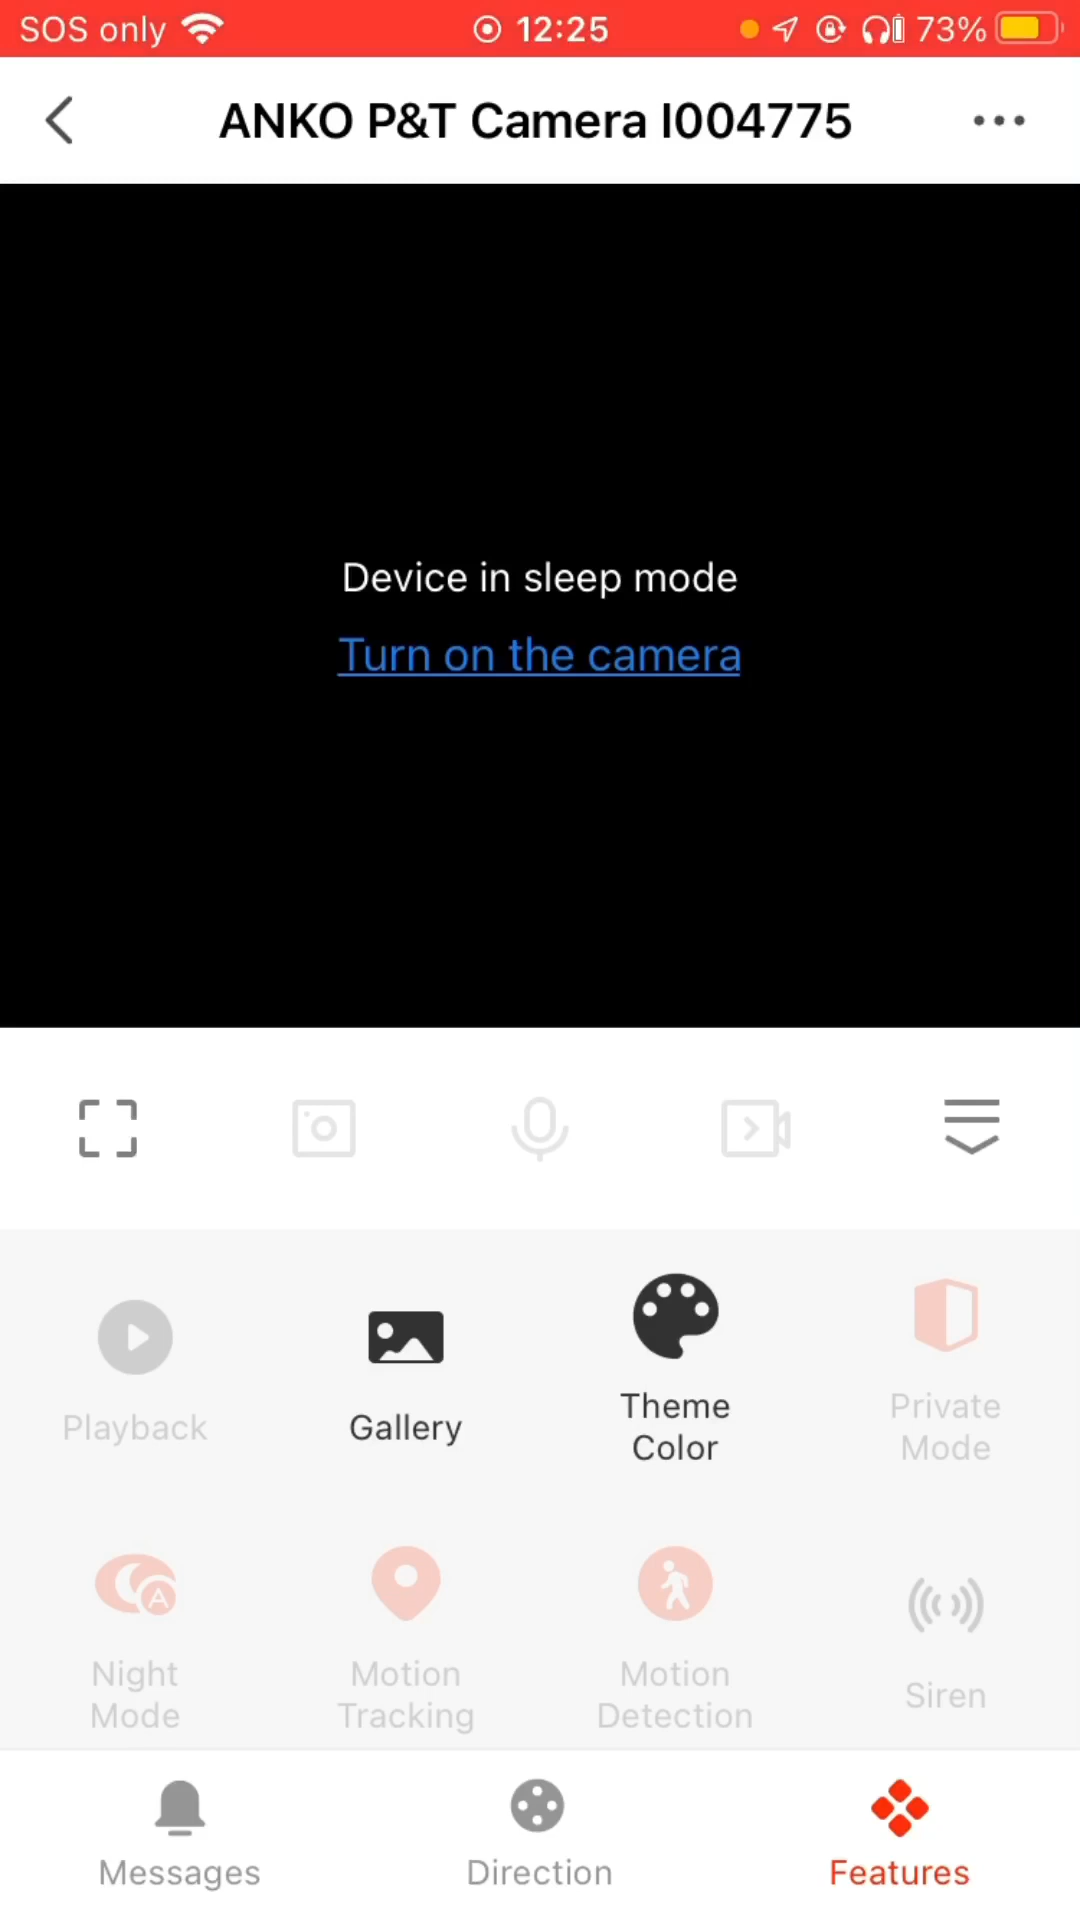 SOS only 12:25 73%
ANKO P&T Camera I004775
Device in sleep mode
Turn on the camera
Playback
Gallery
Theme
Color
Private
Mode
Night
Mode
Motion
Tracking
Motion
Detection
Siren
Messages
Direction
Features